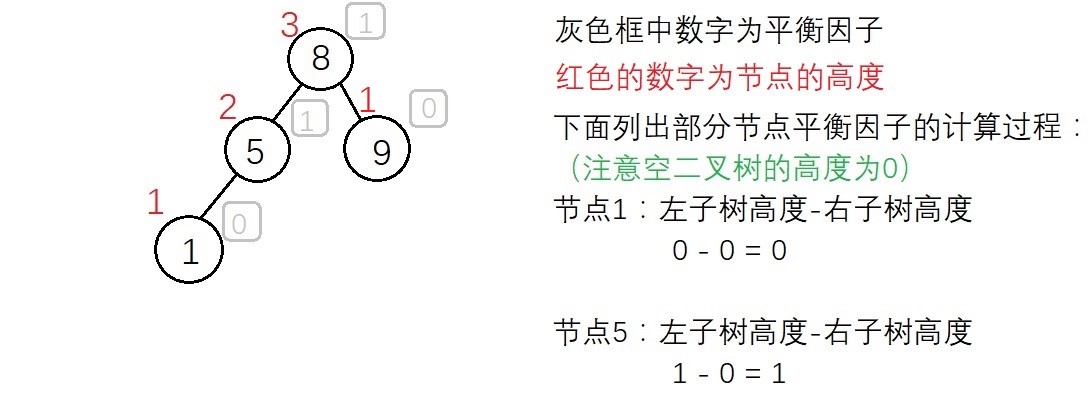 3 1
8
2 1 1 0
5 9
1 0
1
灰色框中数字为平衡因子
红色的数字为节点的高度
下面列出部分节点平衡因子的计算过程：
（注意空二叉树的高度为0）
节点1：左子树高度-右子树高度
0 - 0 = 0
节点5：左子树高度-右子树高度
1 - 0 = 1